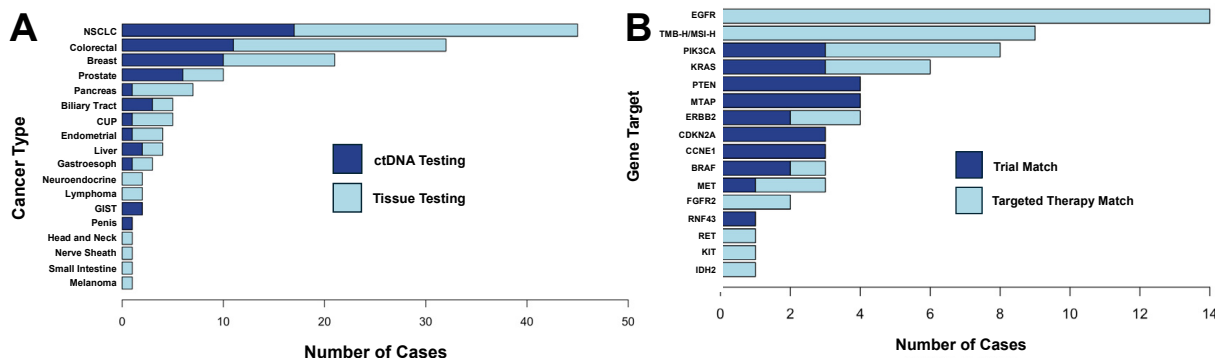 A
NSCLC
Colorectal
Breast
Prostate
Pancreas
Biliary Tract
CUP
Endometrial
Liver
Gastroesoph
Neuroendocrine
Lymphoma
GIST
Penis
Head and Neck
Nerve Sheath
Small Intestine
Melanoma
Cancer Type
ctDNA Testing
Tissue Testing
0 10 20 30 40 50
Number of Cases
B
EGFR
TMB-H/MSI-H
PIK3CA
KRAS
PTEN
MTAP
ERBB2
CDKN2A
CCNE1
BRAF
MET
FGFR2
RNF43
RET
KIT
IDH2
Gene Target
Trial Match
Targeted Therapy Match
0 2 4 6 8 10 12 14
Number of Cases